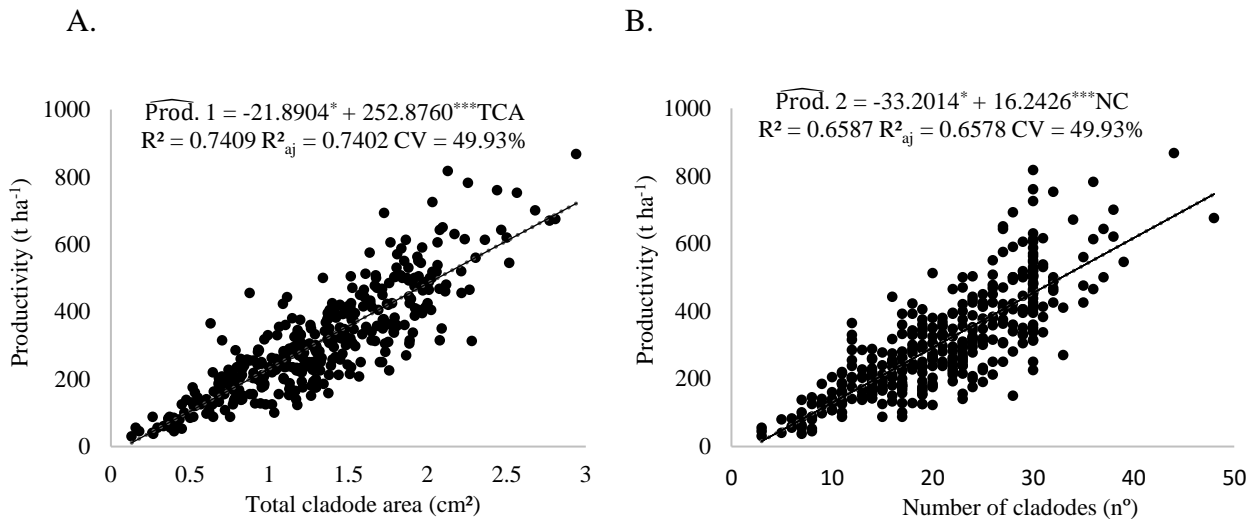 A.
Prod. 1 = -21.8904* + 252.8760***TCA
R² = 0.7409 R²aj = 0.7402 CV = 49.93%
Productivity (t ha-1)
1000
800
600
400
200
0
0 0.5 1 1.5 2 2.5 3
Total cladode area (cm²)
B.
Prod. 2 = -33.2014* + 16.2426***NC
R² = 0.6587 R²aj = 0.6578 CV = 49.93%
Productivity (t ha-1)
1000
800
600
400
200
0
0 10 20 30 40 50
Number of cladodes (nº)